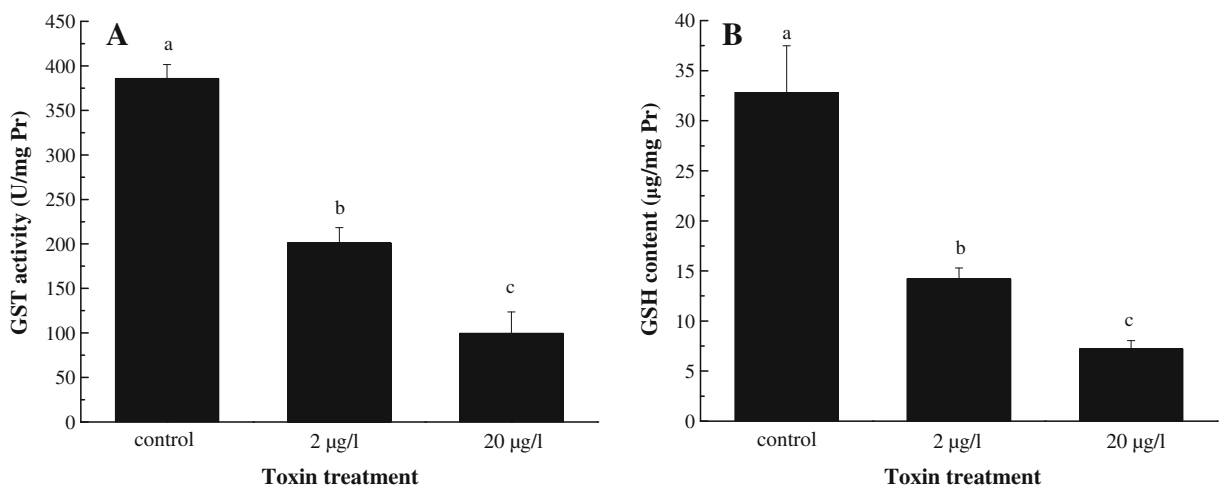 A
GST activity (U/mg Pr)
450
400
350
300
250
200
150
100
50
0
a
b
c
control 2 µg/l 20 µg/l
Toxin treatment
B
GSH content (µg/mg Pr)
40
35
30
25
20
15
10
5
0
a
b
c
control 2 µg/l 20 µg/l
Toxin treatment